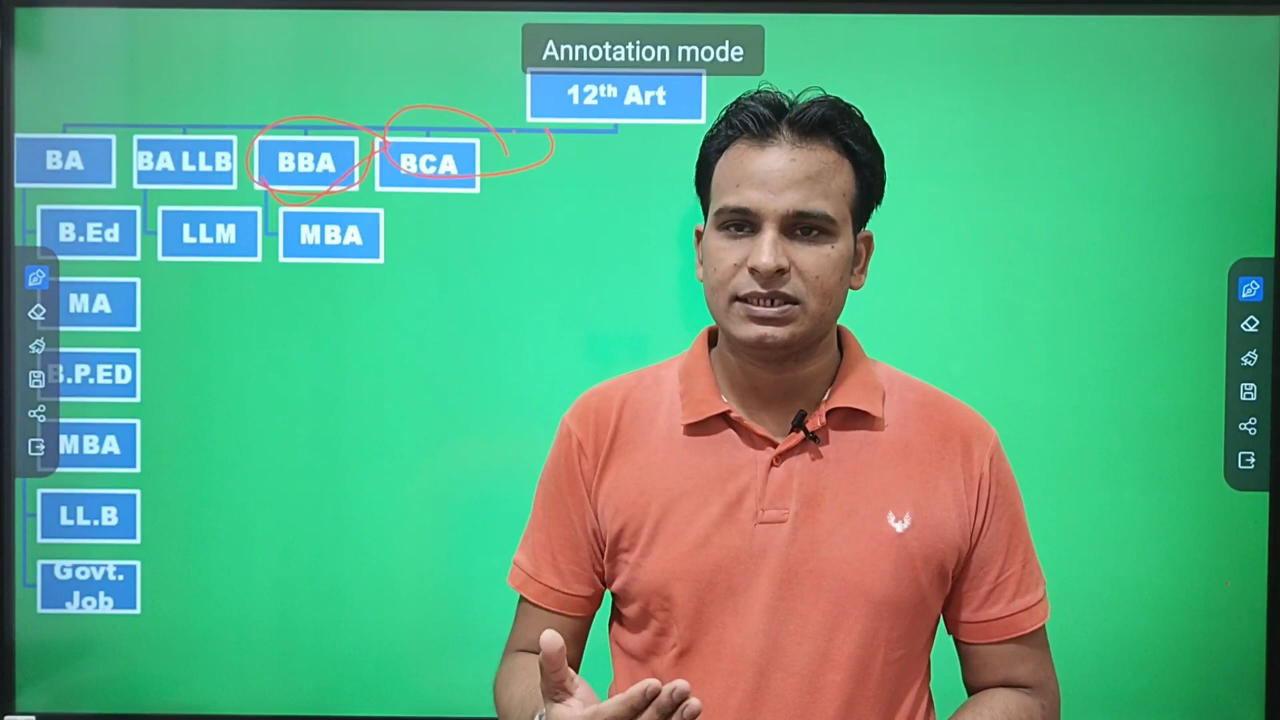 Annotation mode
12th Art
BA
BA LLB
BBA
BCA
B.Ed
LLM
MBA
MA
B.P.ED
MBA
LL.B
Govt.
Job